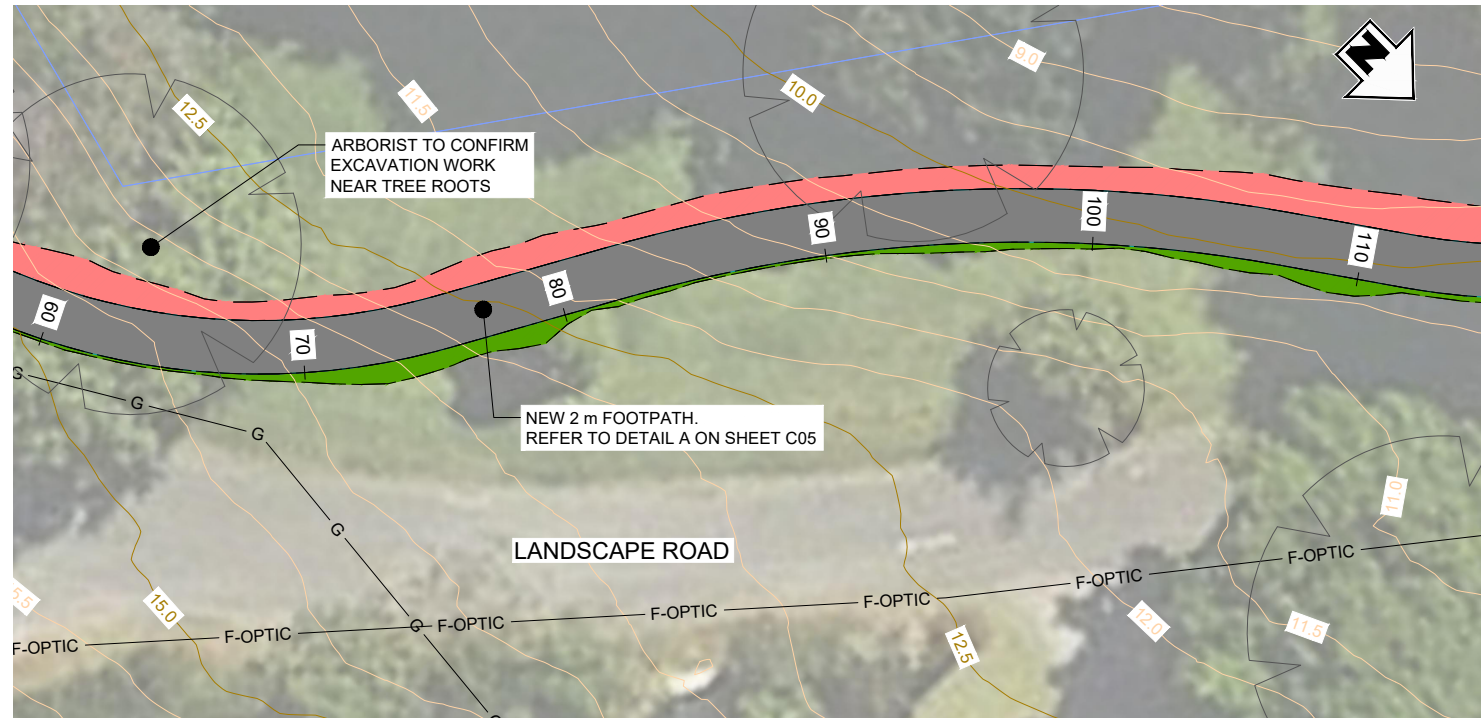 N
9.0
11.5
10.0
12.5
ARBORIST TO CONFIRM
EXCAVATION WORK
NEAR TREE ROOTS
100
90
110
80
60
70
G
G
G
NEW 2 m FOOTPATH.
REFER TO DETAIL A ON SHEET C05
11.0
G
LANDSCAPE ROAD
F-OPTIC
F-OPTIC
5.5
15.0
F-OPTIC
F-OPTIC
12.0
11.5
G
F-OPTIC
F-OPTIC
F-OPTIC
12.5
G